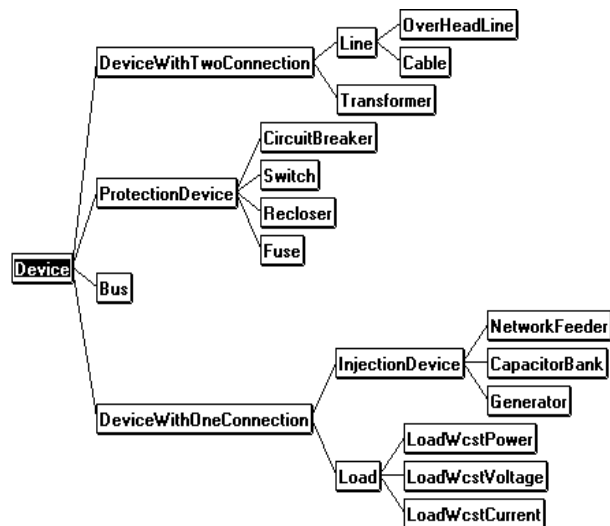 OverHeadLine
Line
DeviceWithTwoConnection
Cable
Transformer
CircuitBreaker
Switch
ProtectionDevice
Recloser
Fuse
Device
Bus
NetworkFeeder
InjectionDevice
CapacitorBank
Generator
DeviceWithOneConnection
LoadWcstPower
Load
LoadWcstVoltage
LoadWcstCurrent